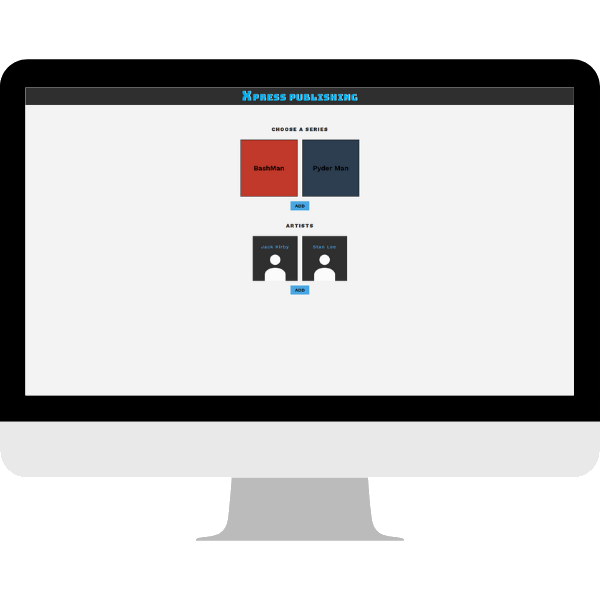 XPRESS PUBLISHING
CHOOSE A SERIES
BashMan Pyder Man
ADD
ARTISTS
Jack Kirby Stan Lee
ADD